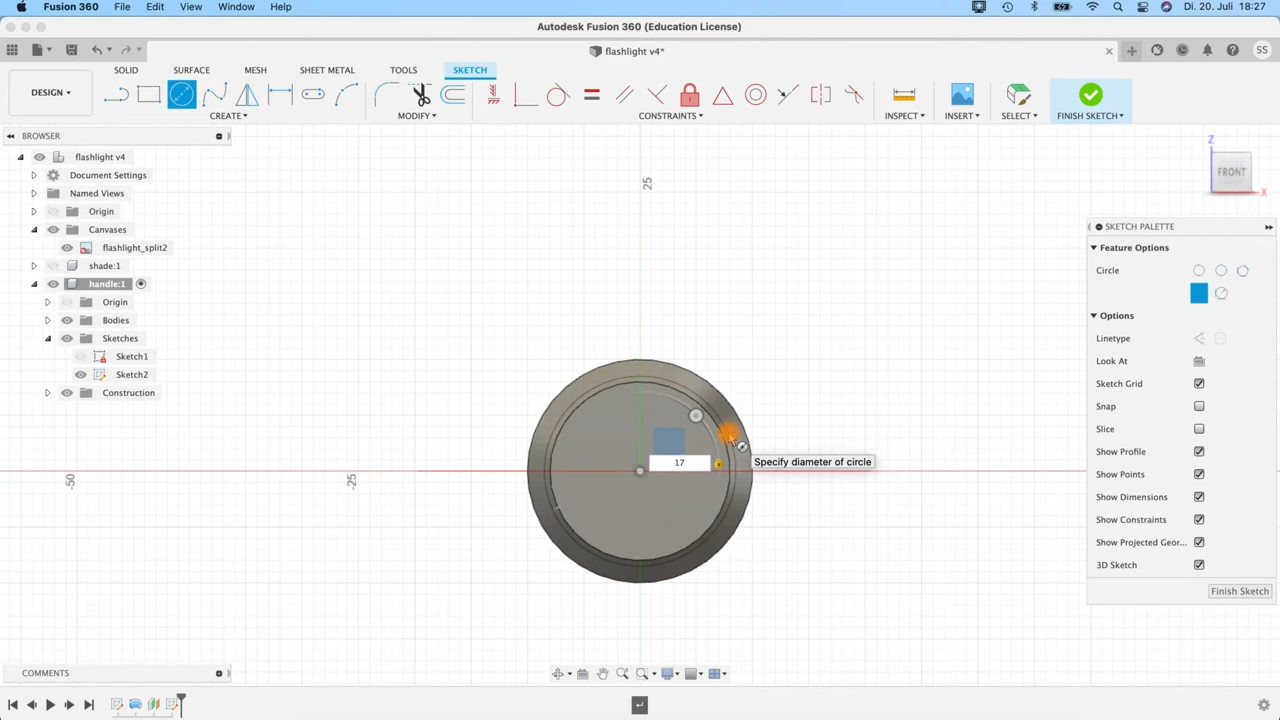 Fusion 360 File Edit View Window Help Di. 20. Juli 18:27
Autodesk Fusion 360 (Education License)
flashlight v4*
SS
SOLID SURFACE MESH SHEET METAL TOOLS SKETCH
DESIGN ▾
CREATE ▾ MODIFY ▾ CONSTRAINTS ▾ INSPECT ▾ INSERT ▾ SELECT ▾ FINISH SKETCH ▾
BROWSER
flashlight v4
Document Settings
Named Views
Origin
Canvases
flashlight_split2
shade:1
handle:1
Origin
Bodies
Sketches
Sketch1
Sketch2
Construction
25
-50
-25
17
Specify diameter of circle
Z
FRONT
X
SKETCH PALETTE
Feature Options
Circle
Options
Linetype
Look At
Sketch Grid
Snap
Slice
Show Profile
Show Points
Show Dimensions
Show Constraints
Show Projected Geor...
3D Sketch
Finish Sketch
COMMENTS